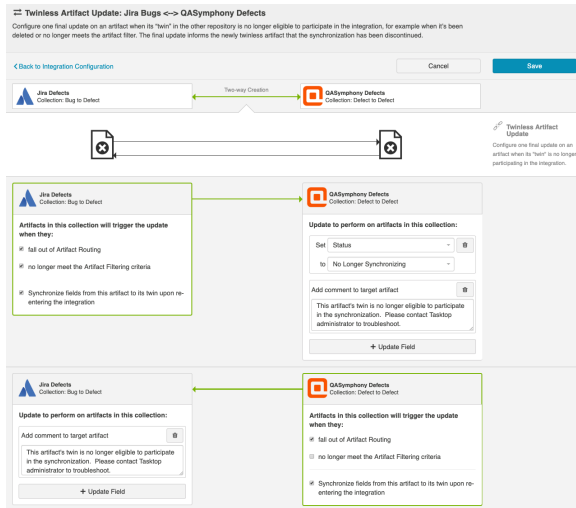 Twinless Artifact Update: Jira Bugs <--> QASymphony Defects
Configure one final update on an artifact when its "twin" in the other repository is no longer eligible to participate in the integration, for example when it's been
deleted or no longer meets the artifact filter. The final update informs the newly twinless artifact that the synchronization has been discontinued.
Back to Integration Configuration
Cancel
Save
Jira Defects
Collection: Bug to Defect
Two-way Creation
QASymphony Defects
Collection: Defect to Defect
Twinless Artifact
Update
Configure one final update on an
artifact when its "twin" is no longer
participating in the integration.
Jira Defects
Collection: Bug to Defect
Artifacts in this collection will trigger the update
when they:
fall out of Artifact Routing
no longer meet the Artifact Filtering criteria
Synchronize fields from this artifact to its twin upon re-
entering the integration
QASymphony Defects
Collection: Defect to Defect
Update to perform on artifacts in this collection:
Set Status
to No Longer Synchronizing
Add comment to target artifact
This artifact's twin is no longer eligible to participate
in the synchronization. Please contact Tasktop
administrator to troubleshoot.
+ Update Field
Jira Defects
Collection: Bug to Defect
Update to perform on artifacts in this collection:
Add comment to target artifact
This artifact's twin is no longer eligible to participate
in the synchronization. Please contact Tasktop
administrator to troubleshoot.
+ Update Field
QASymphony Defects
Collection: Defect to Defect
Artifacts in this collection will trigger the update
when they:
fall out of Artifact Routing
no longer meet the Artifact Filtering criteria
Synchronize fields from this artifact to its twin upon re-
entering the integration